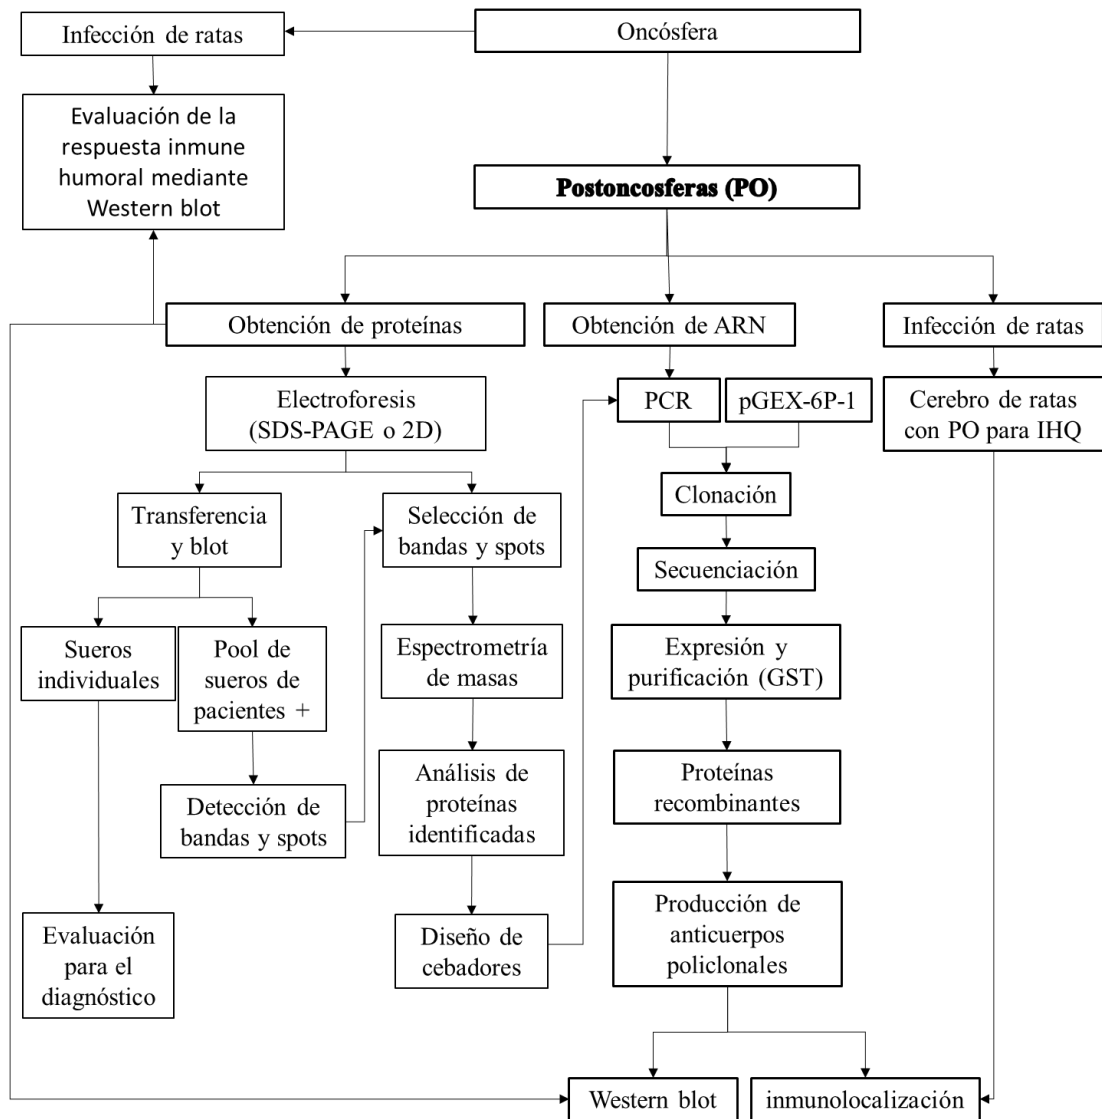 Infección de ratas
Oncósfera
Evaluación de la
respuesta inmune
humoral mediante
Western blot
Postoncosferas (PO)
Obtención de proteínas
Obtención de ARN
Infección de ratas
Electroforesis
(SDS-PAGE o 2D)
PCR
pGEX-6P-1
Cerebro de ratas
con PO para IHQ
Transferencia
y blot
Selección de
bandas y spots
Clonación
Secuenciación
Sueros
individuales
Pool de
sueros de
pacientes +
Espectrometría
de masas
Expresión y
purificación (GST)
Detección de
bandas y spots
Análisis de
proteínas
identificadas
Proteínas
recombinantes
Evaluación
para el
diagnóstico
Diseño de
cebadores
Producción de
anticuerpos
policlonales
Western blot
inmunolocalización